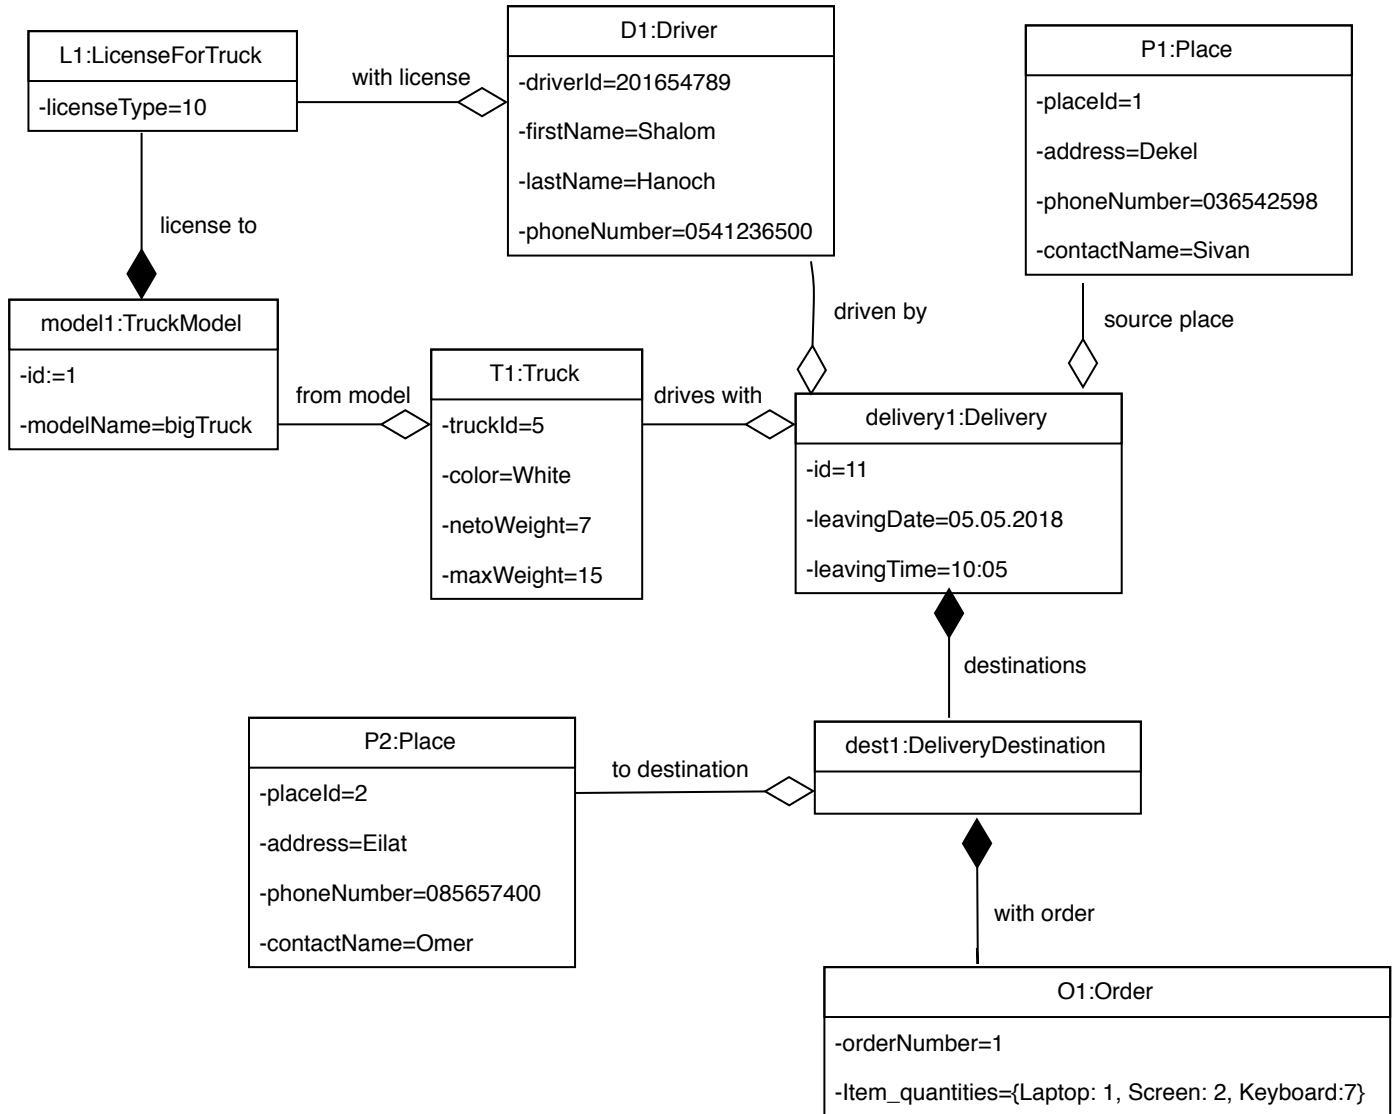 L1:LicenseForTruck
-licenseType=10
with license
D1:Driver
-driverId=201654789
-firstName=Shalom
-lastName=Hanoch
-phoneNumber=0541236500
P1:Place
-placeId=1
-address=Dekel
-phoneNumber=036542598
-contactName=Sivan
license to
driven by
source place
model1:TruckModel
-id:=1
-modelName=bigTruck
from model
T1:Truck
-truckId=5
-color=White
-netoWeight=7
-maxWeight=15
drives with
delivery1:Delivery
-id=11
-leavingDate=05.05.2018
-leavingTime=10:05
destinations
P2:Place
-placeId=2
-address=Eilat
-phoneNumber=085657400
-contactName=Omer
to destination
dest1:DeliveryDestination
with order
O1:Order
-orderNumber=1
-Item_quantities={Laptop: 1, Screen: 2, Keyboard:7}